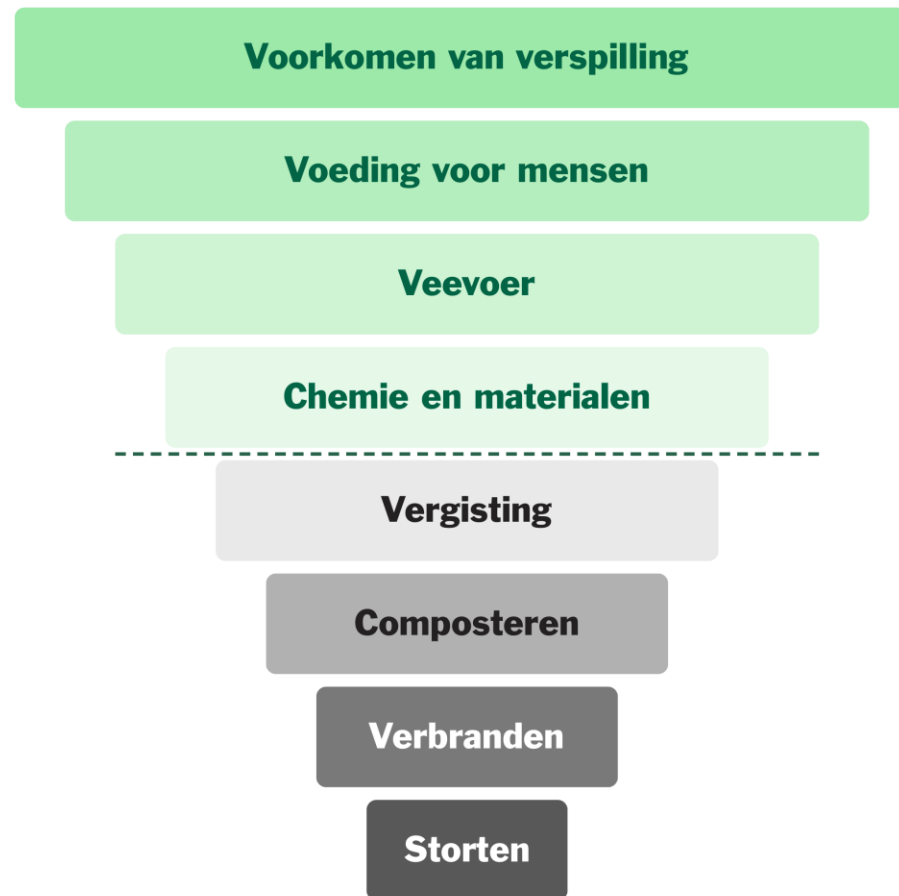 Voorkomen van verspilling
Voeding voor mensen
Veevoer
Chemie en materialen
Vergisting
Composteren
Verbranden
Storten